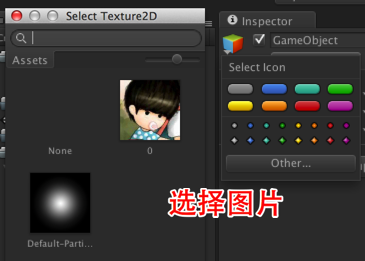 Select Texture2D
Assets
None
0
Default-Parti...
Inspector
GameObject
Select Icon
Other...
选择图片